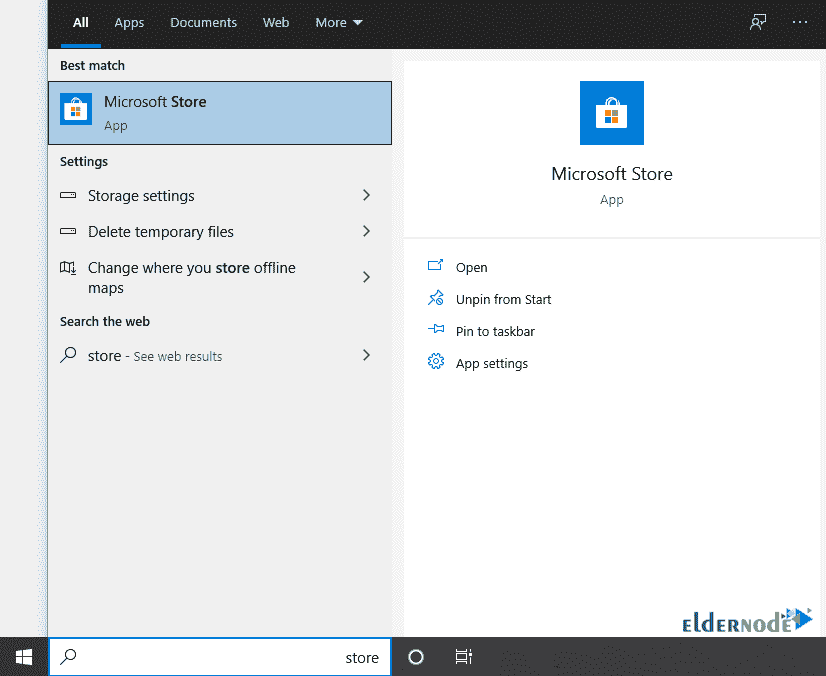 All Apps Documents Web More
Best match
Microsoft Store
App
Settings
Storage settings
Delete temporary files
Change where you store offline
maps
Search the web
store - See web results
Microsoft Store
App
Open
Unpin from Start
Pin to taskbar
App settings
eldernode
store